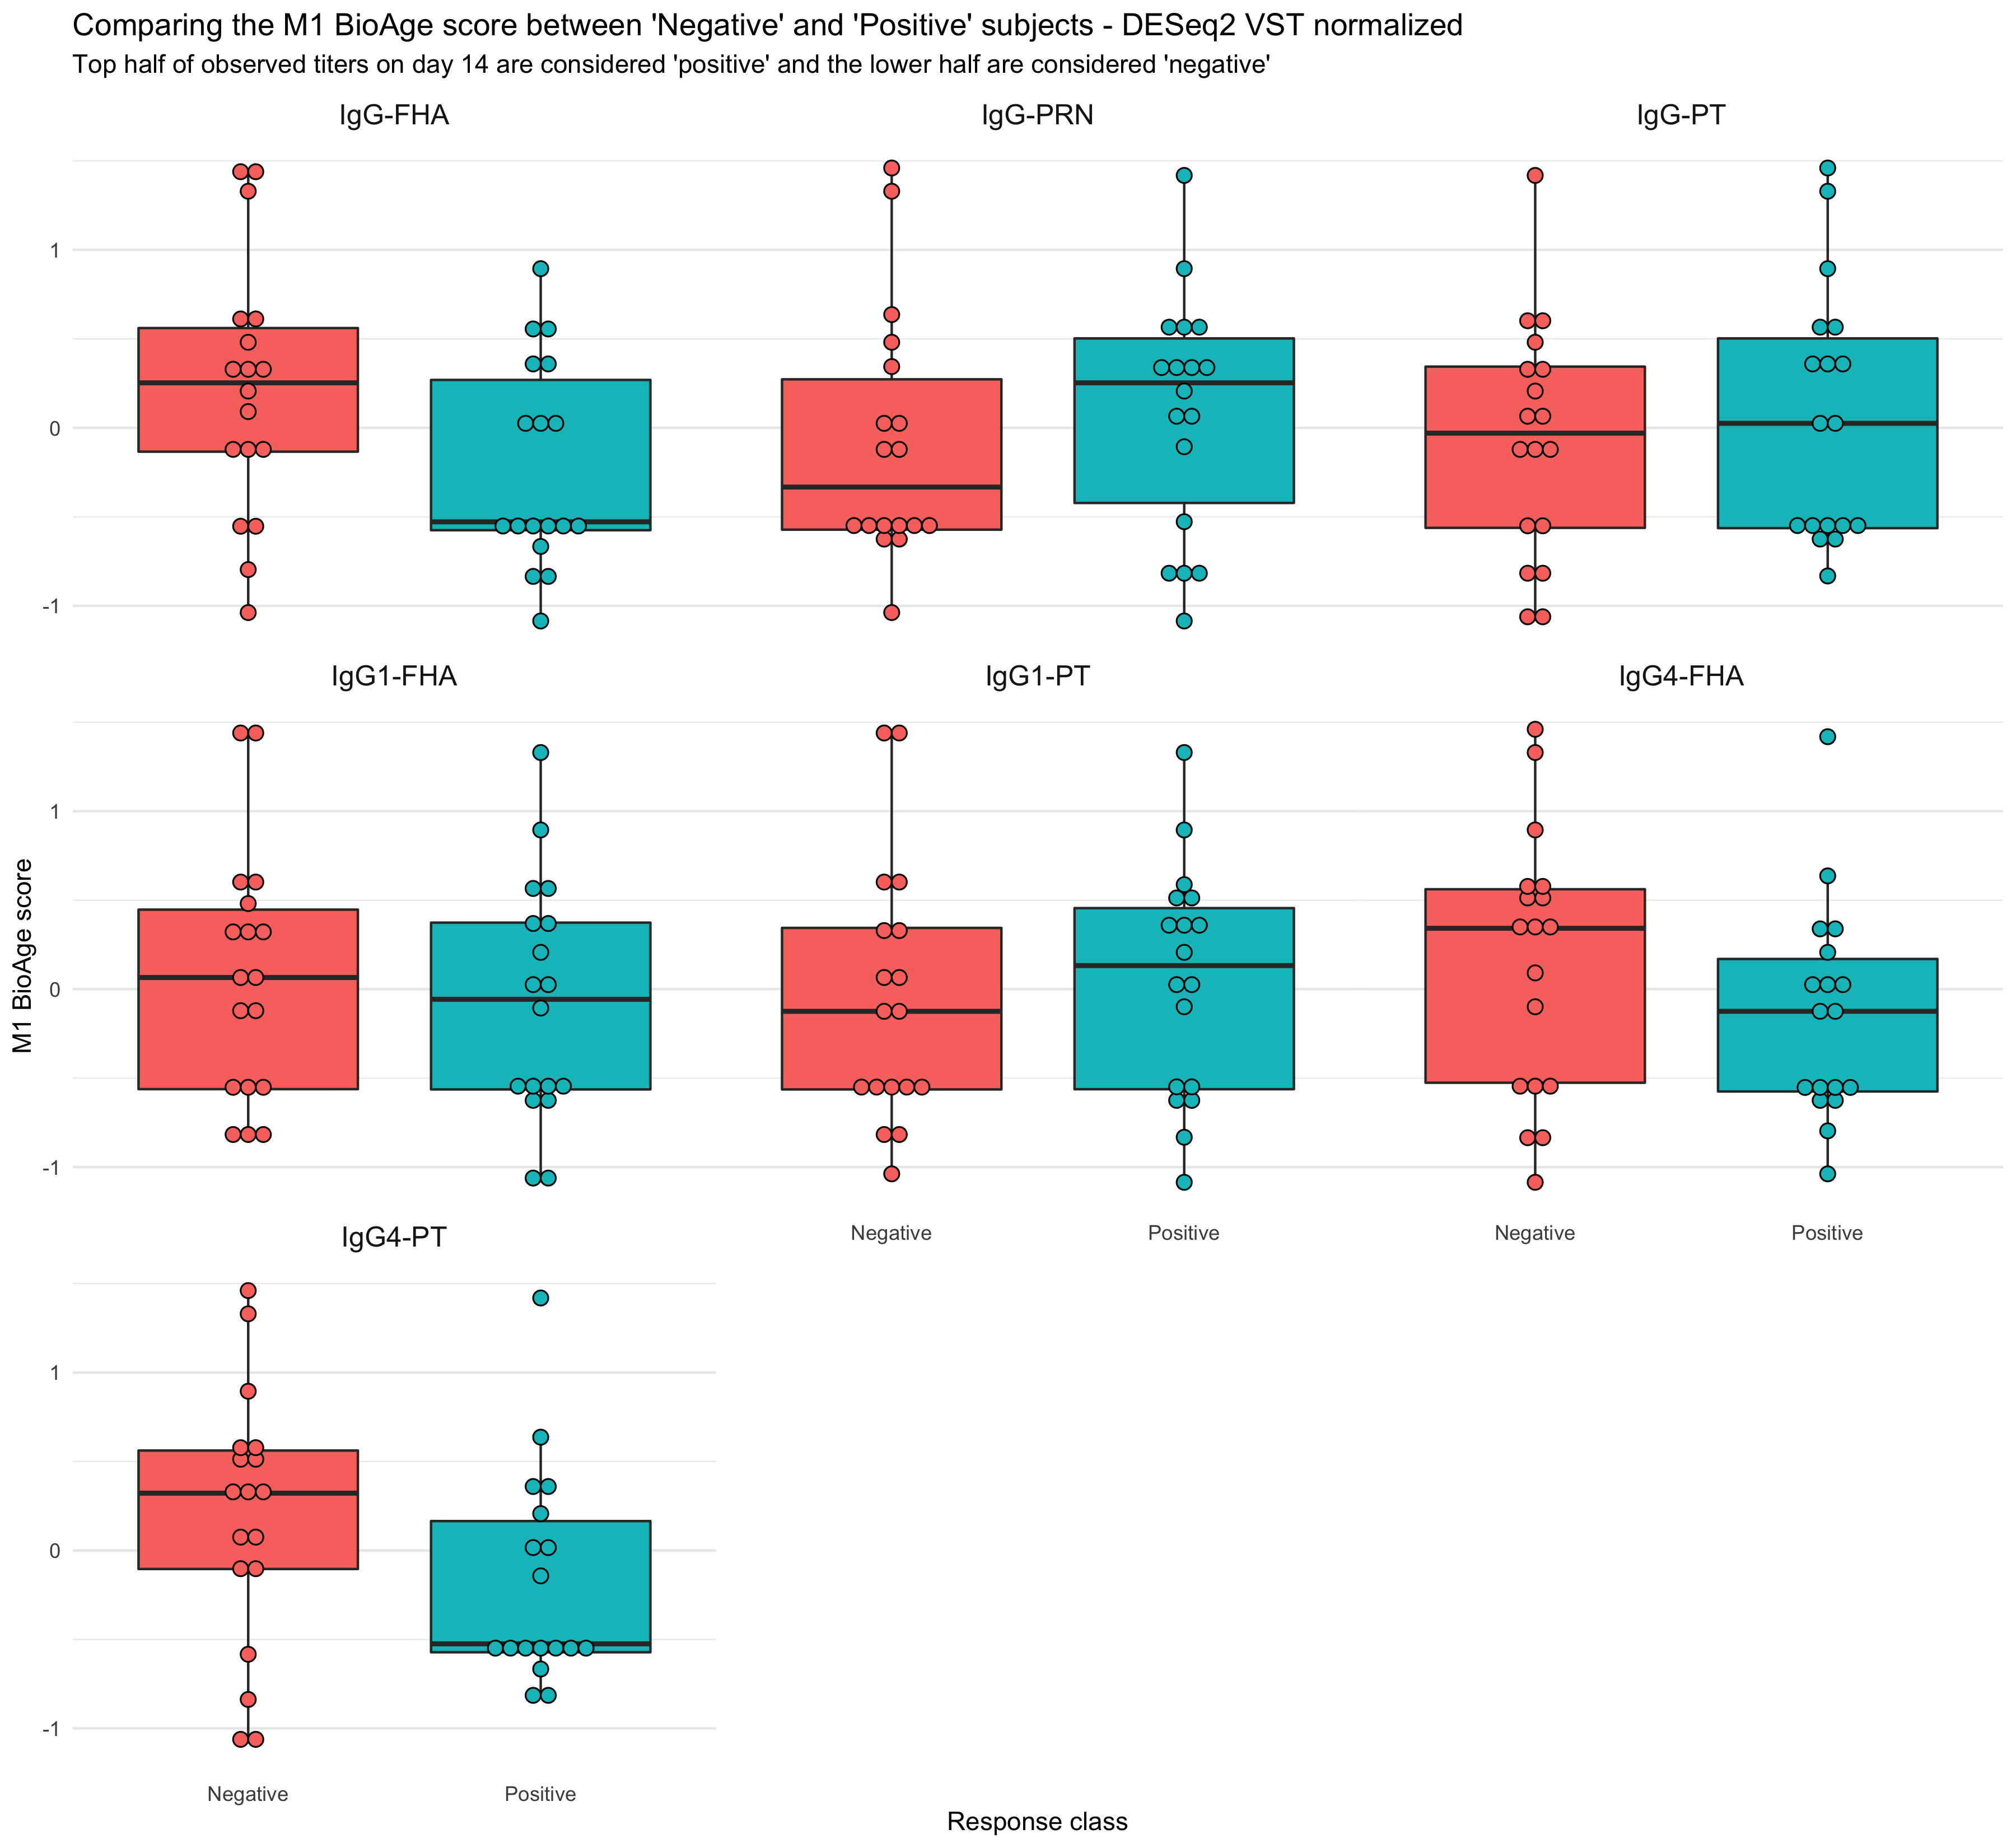 Comparing the M1 BioAge score between 'Negative' and 'Positive' subjects - DESeq2 VST normalized
Top half of observed titers on day 14 are considered 'positive' and the lower half are considered 'negative'
IgG-FHA
IgG-PRN
IgG-PT
1
0
-1
IgG1-FHA
IgG1-PT
IgG4-FHA
M1 BioAge score
1
0
-1
Negative
Positive
Negative
Positive
IgG4-PT
1
0
-1
Negative
Positive
Response class